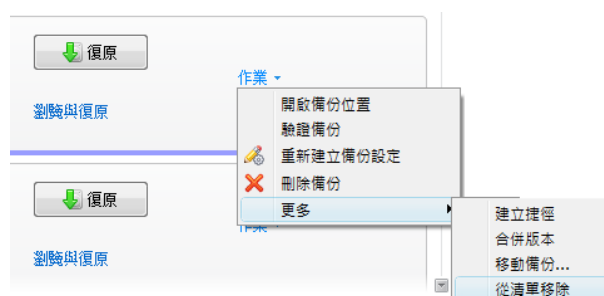 復原
作業
瀏覽與復原
開啟備份位置
驗證備份
重新建立備份設定
刪除備份
更多
復原
瀏覽與復原
建立捷徑
合併版本
移動備份...
從清單移除